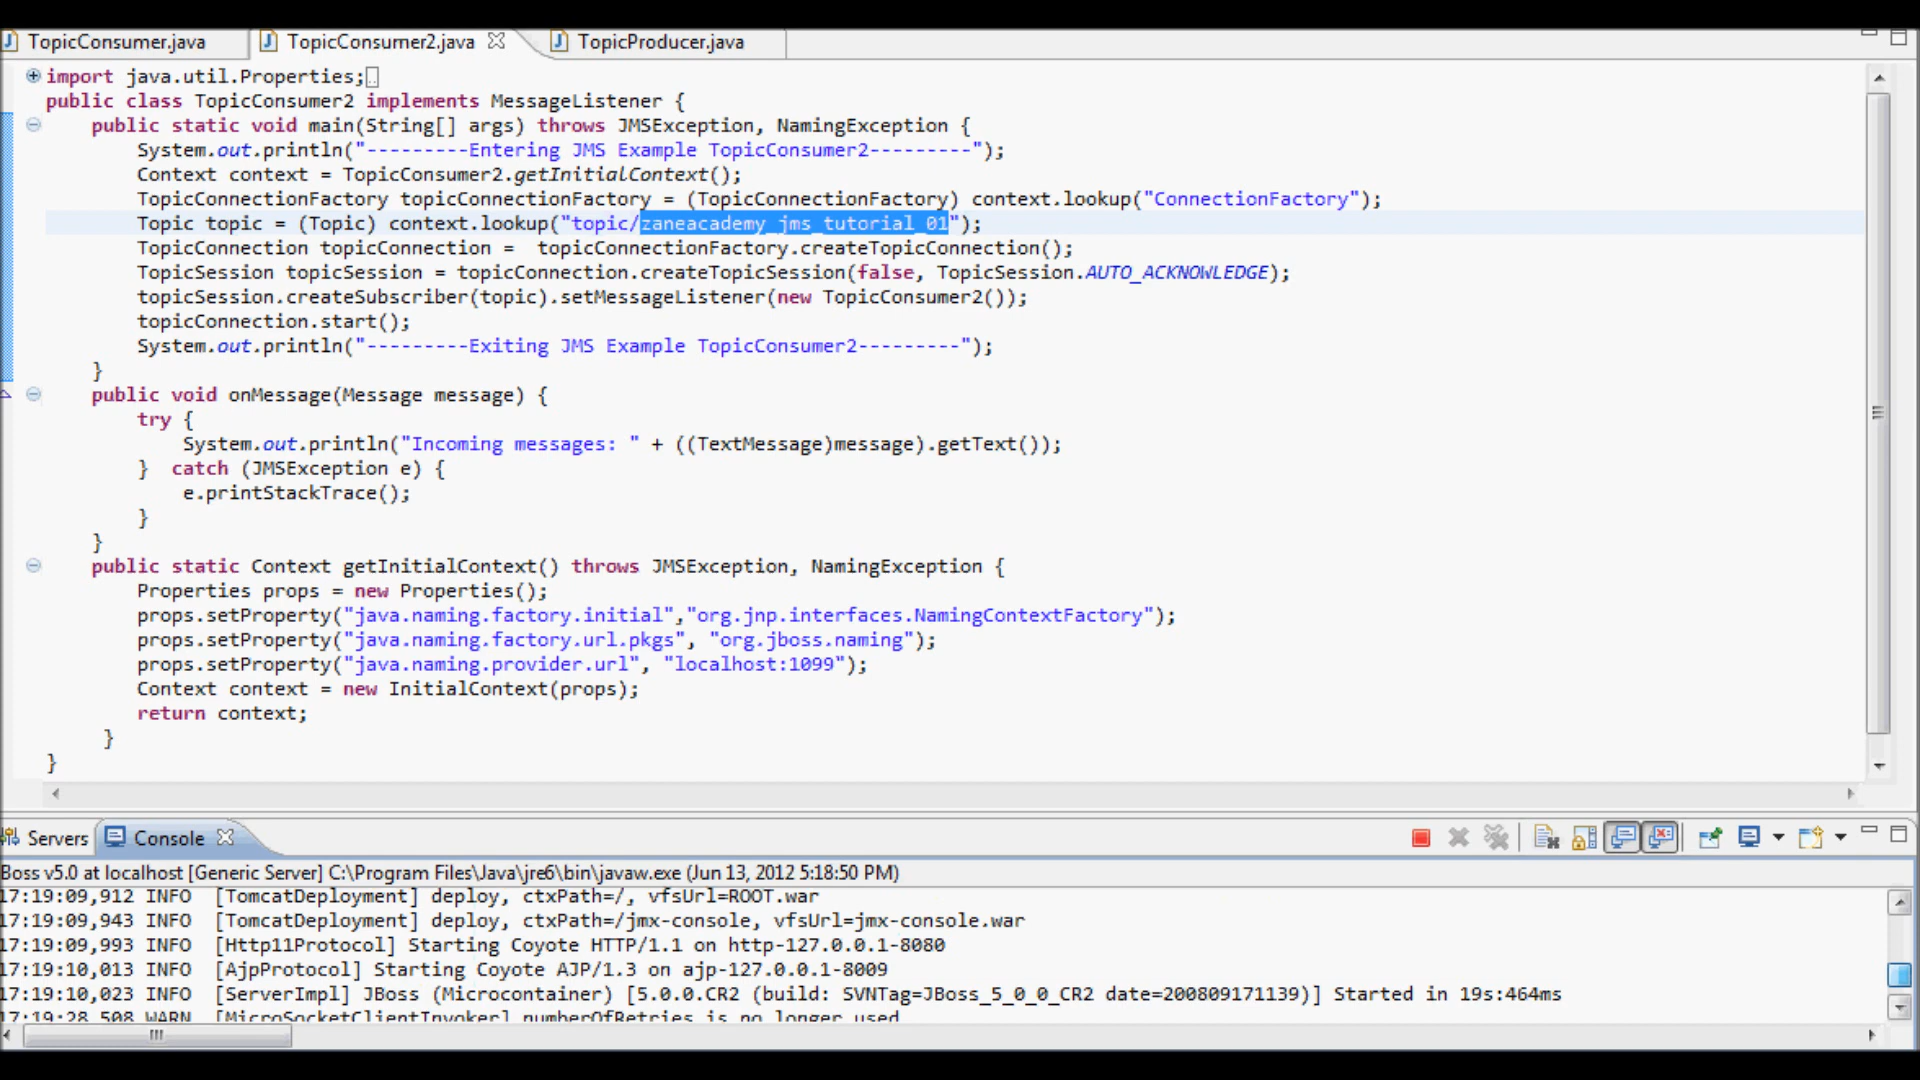 TopicConsumer.java
TopicConsumer2.java
TopicProducer.java
import java.util.Properties;
public class TopicConsumer2 implements MessageListener {
public static void main(String[] args) throws JMSException, NamingException {
System.out.println("---------Entering JMS Example TopicConsumer2---------");
Context context = TopicConsumer2.getInitialContext();
TopicConnectionFactory topicConnectionFactory = (TopicConnectionFactory) context.lookup("ConnectionFactory");
Topic topic = (Topic) context.lookup("topic/zaneacademy_jms_tutorial_01");
TopicConnection topicConnection =  topicConnectionFactory.createTopicConnection();
TopicSession topicSession = topicConnection.createTopicSession(false, TopicSession.AUTO_ACKNOWLEDGE);
topicSession.createSubscriber(topic).setMessageListener(new TopicConsumer2());
topicConnection.start();
System.out.println("---------Exiting JMS Example TopicConsumer2---------");
}
public void onMessage(Message message) {
try {
System.out.println("Incoming messages: " + ((TextMessage)message).getText());
}  catch (JMSException e) {
e.printStackTrace();
}
}
public static Context getInitialContext() throws JMSException, NamingException {
Properties props = new Properties();
props.setProperty("java.naming.factory.initial","org.jnp.interfaces.NamingContextFactory");
props.setProperty("java.naming.factory.url.pkgs", "org.jboss.naming");
props.setProperty("java.naming.provider.url", "localhost:1099");
Context context = new InitialContext(props);
return context;
}
}
Servers
Console
Boss v5.0 at localhost [Generic Server] C:\Program Files\Java\jre6\bin\javaw.exe (Jun 13, 2012 5:18:50 PM)
17:19:09,912 INFO  [TomcatDeployment] deploy, ctxPath=/, vfsUrl=ROOT.war
17:19:09,943 INFO  [TomcatDeployment] deploy, ctxPath=/jmx-console, vfsUrl=jmx-console.war
17:19:09,993 INFO  [Http11Protocol] Starting Coyote HTTP/1.1 on http-127.0.0.1-8080
17:19:10,013 INFO  [AjpProtocol] Starting Coyote AJP/1.3 on ajp-127.0.0.1-8009
17:19:10,023 INFO  [ServerImpl] JBoss (Microcontainer) [5.0.0.CR2 (build: SVNTag=JBoss_5_0_0_CR2 date=200809171139)] Started in 19s:464ms
17:19:28,508 WARN  [MicroSocketClientInvoker] numberOfRetries is no longer used